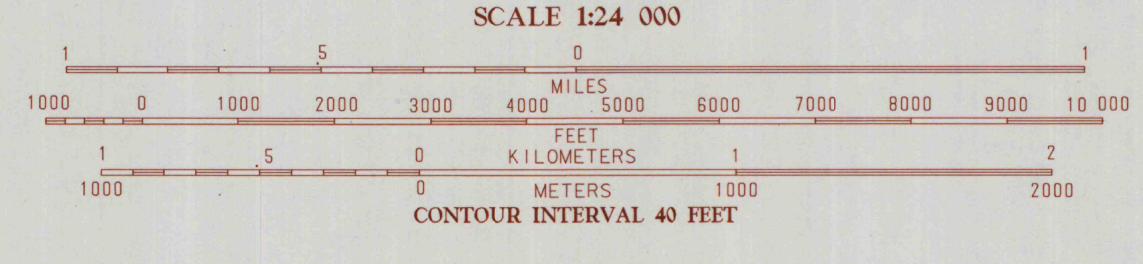 SCALE 1:24 000
1 .5 0 1
MILES
1000 0 1000 2000 3000 4000 5000 6000 7000 8000 9000 10 000
FEET
1 .5 0 KILOMETERS 1 2
1000 0 METERS 1000 2000
CONTOUR INTERVAL 40 FEET